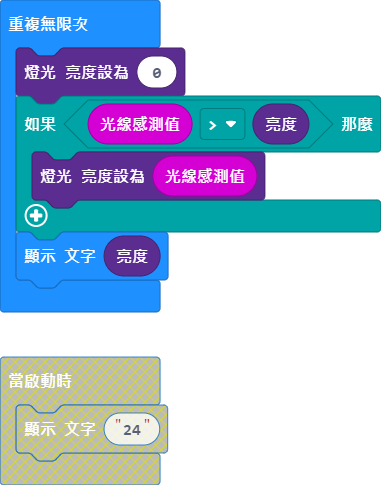 重複無限次
燈光 亮度設為 0
如果 光線感測值 > 亮度 那麼
燈光 亮度設為 光線感測值
顯示 文字 亮度
當啟動時
顯示 文字 "24"